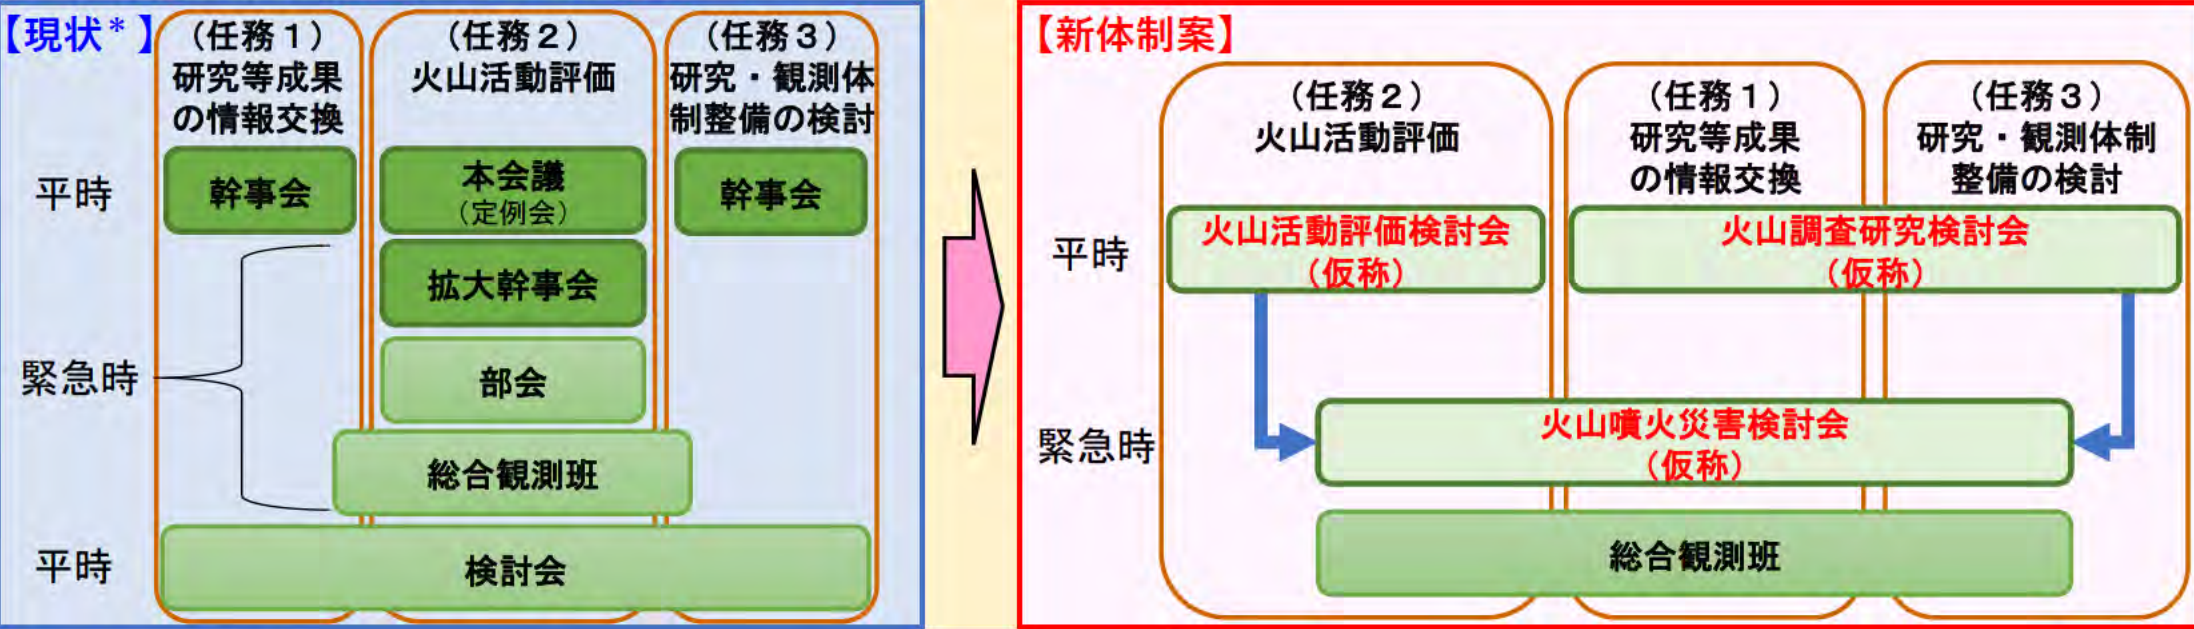 【現状*】
（任務１）
研究等成果
の情報交換
（任務２）
火山活動評価
（任務３）
研究・観測体
制整備の検討
平時
幹事会
本会議
（定例会）
幹事会
緊急時
拡大幹事会
部会
総合観測班
平時
検討会
【新体制案】
（任務２）
火山活動評価
（任務１）
研究等成果
の情報交換
（任務３）
研究・観測体制
整備の検討
平時
火山活動評価検討会
（仮称）
火山調査研究検討会
（仮称）
緊急時
火山噴火災害検討会
（仮称）
総合観測班